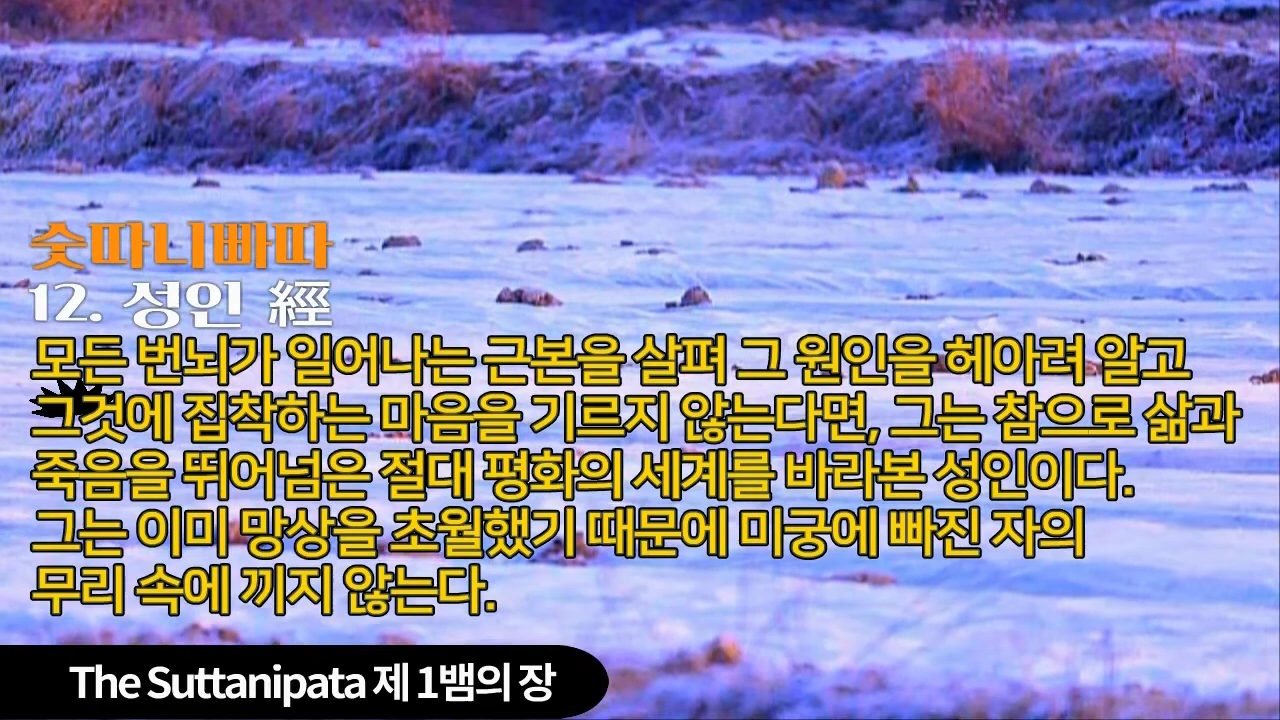 숫따니빠따
12. 성인 經
모든 번뇌가 일어나는 근본을 살펴 그 원인을 헤아려 알고
그것에 집착하는 마음을 기르지 않는다면, 그는 참으로 삶과
죽음을 뛰어넘은 절대 평화의 세계를 바라본 성인이다.
그는 이미 망상을 초월했기 때문에 미궁에 빠진 자의
무리 속에 끼지 않는다.
The Suttanipata 제 1뱀의 장